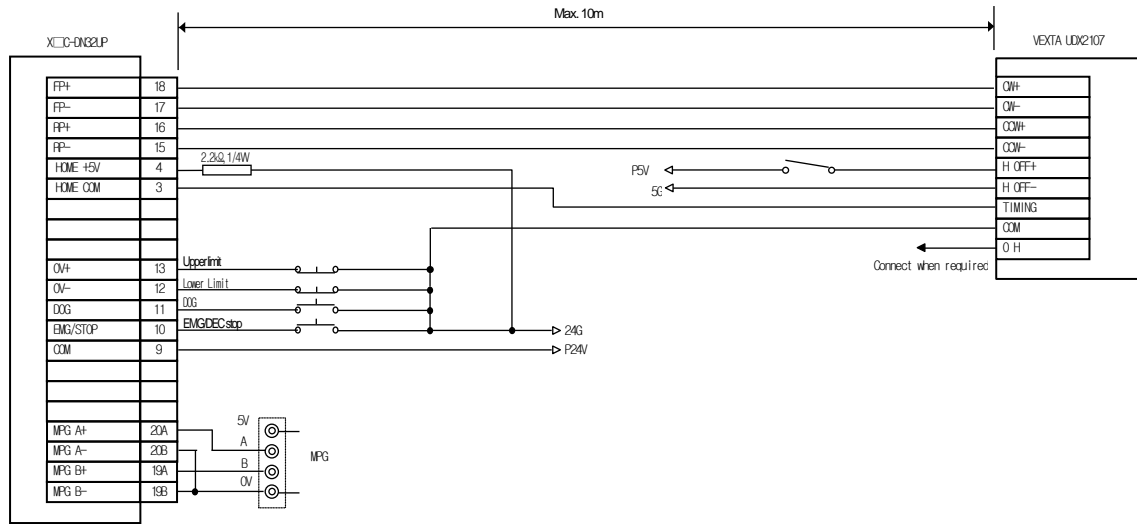 Max. 10m
X□C-DN32UP
VEXTA UDX2107
FP+ 18
FP- 17
RP+ 16
RP- 15
HOME +5V 4
HOME COM 3
2.2kΩ,1/4W
OV+ 13 Upper limit
OV- 12 Lower Limit
DOG 11 DOG
EMG/STOP 10 EMG/DEC stop
COM 9
24G
P24V
MPG A+ 20A
MPG A- 20B
MPG B+ 19A
MPG B- 19B
5V
A
B
0V
MPG
CW+
CW-
CCW+
CCW-
P5V
H OFF+
5G
H OFF-
TIMING
COM
O H
Connect when required